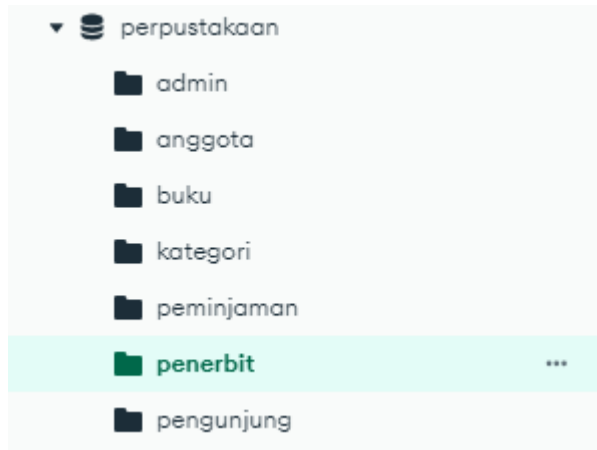 perpustakaan
admin
anggota
buku
kategori
peminjaman
penerbit
pengunjung